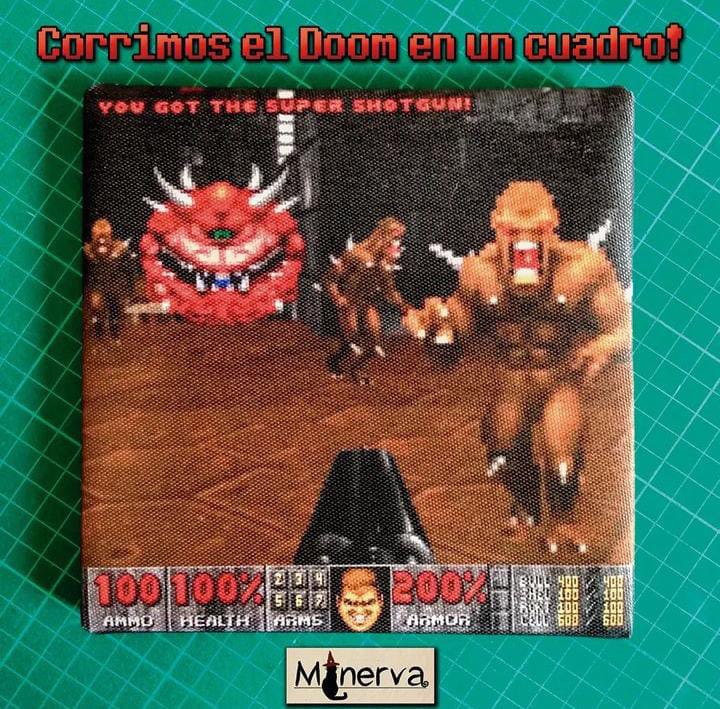 Corrimos el Doom en un cuadro!
YOU GOT THE SUPER SHOTGUN!
100 100% 2 3 4 200% BULL 400 / 400
5 6 7 SHEL 100 / 100
RCKT 100 / 100
AMMO HEALTH ARMS ARMOR CELL 600 / 600
Minerva